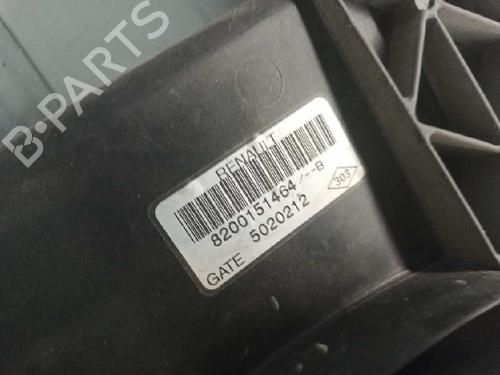 B-PARTS
RENAULT
8200151464/--B
303
GATE 5020212